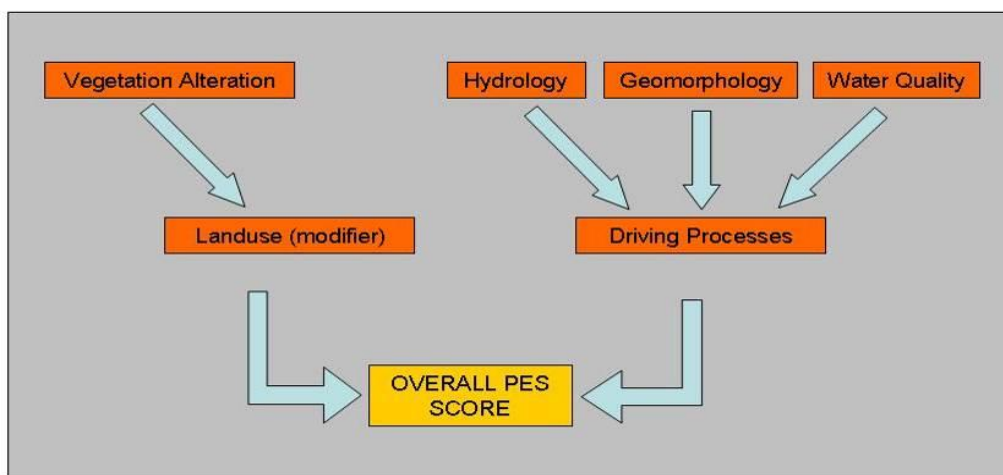 Vegetation Alteration
Hydrology
Geomorphology
Water Quality
Landuse (modifier)
Driving Processes
OVERALL PES
SCORE